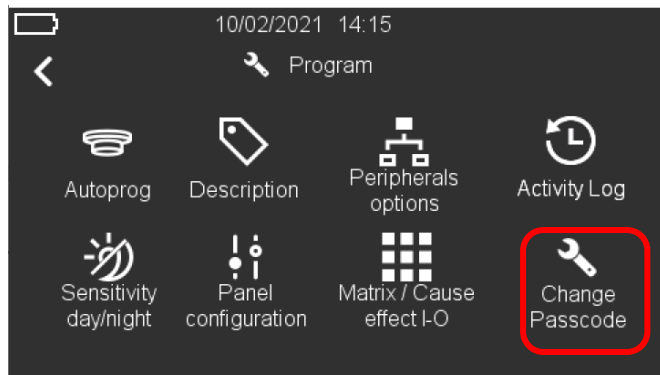 10/02/2021 14:15
Program
Autoprog
Description
Peripherals
options
Activity Log
Sensitivity
day/night
Panel
configuration
Matrix / Cause
effect I-O
Change
Passcode